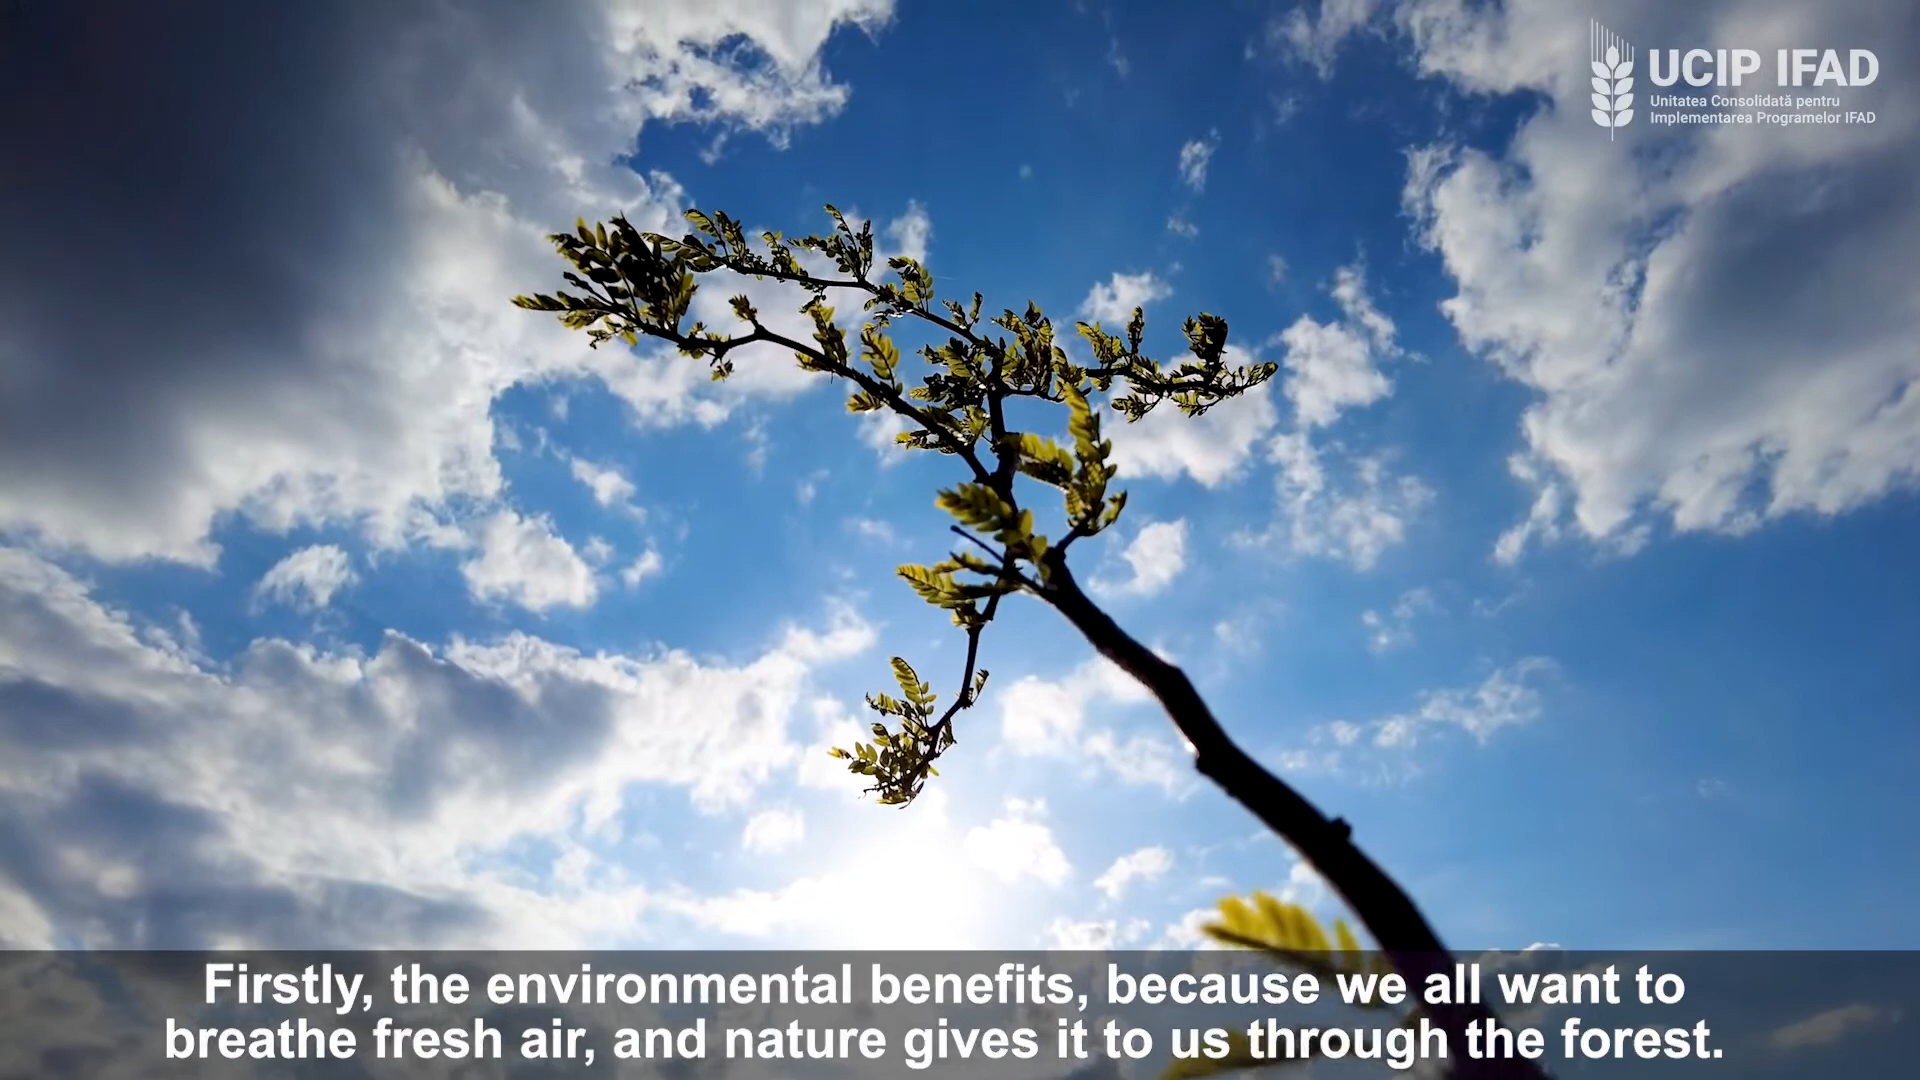 UCIP IFAD
Unitatea Consolidată pentru
Implementarea Programelor IFAD
Firstly, the environmental benefits, because we all want to
breathe fresh air, and nature gives it to us through the forest.